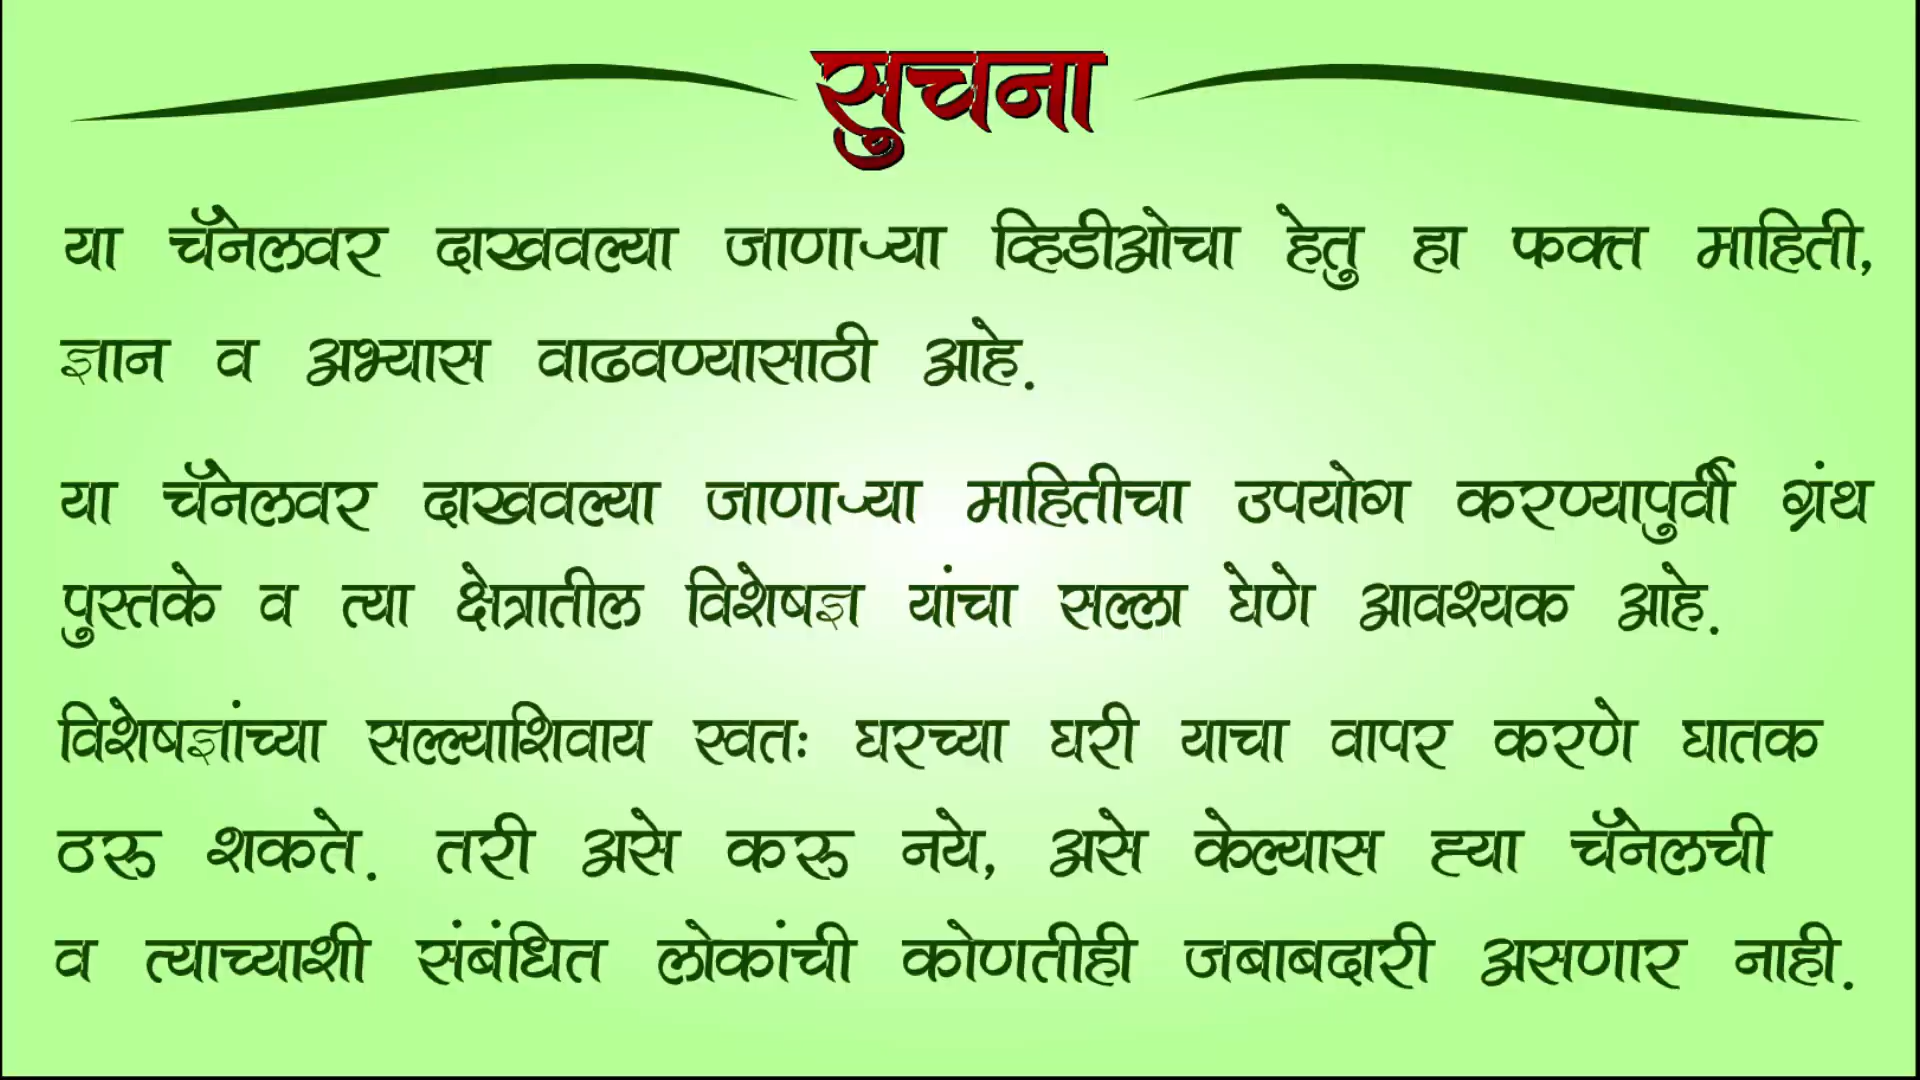 सुचना
या चॅनेलवर दाखवल्या जाणाऱ्या व्हिडीओचा हेतु हा फक्त माहिती,
ज्ञान व अभ्यास वाढवण्यासाठी आहे.
या चॅनेलवर दाखवल्या जाणाऱ्या माहितीचा उपयोग करण्यापुर्वी ग्रंथ
पुस्तके व त्या क्षेत्रातील विशेषज्ञ यांचा सल्ला घेणे आवश्यक आहे.
विशेषज्ञांच्या सल्ल्याशिवाय स्वतः घरच्या घरी याचा वापर करणे घातक
ठरु शकते. तरी असे करु नये, असे केल्यास ह्या चॅनेलची
व त्याच्याशी संबंधित लोकांची कोणतीही जबाबदारी असणार नाही.